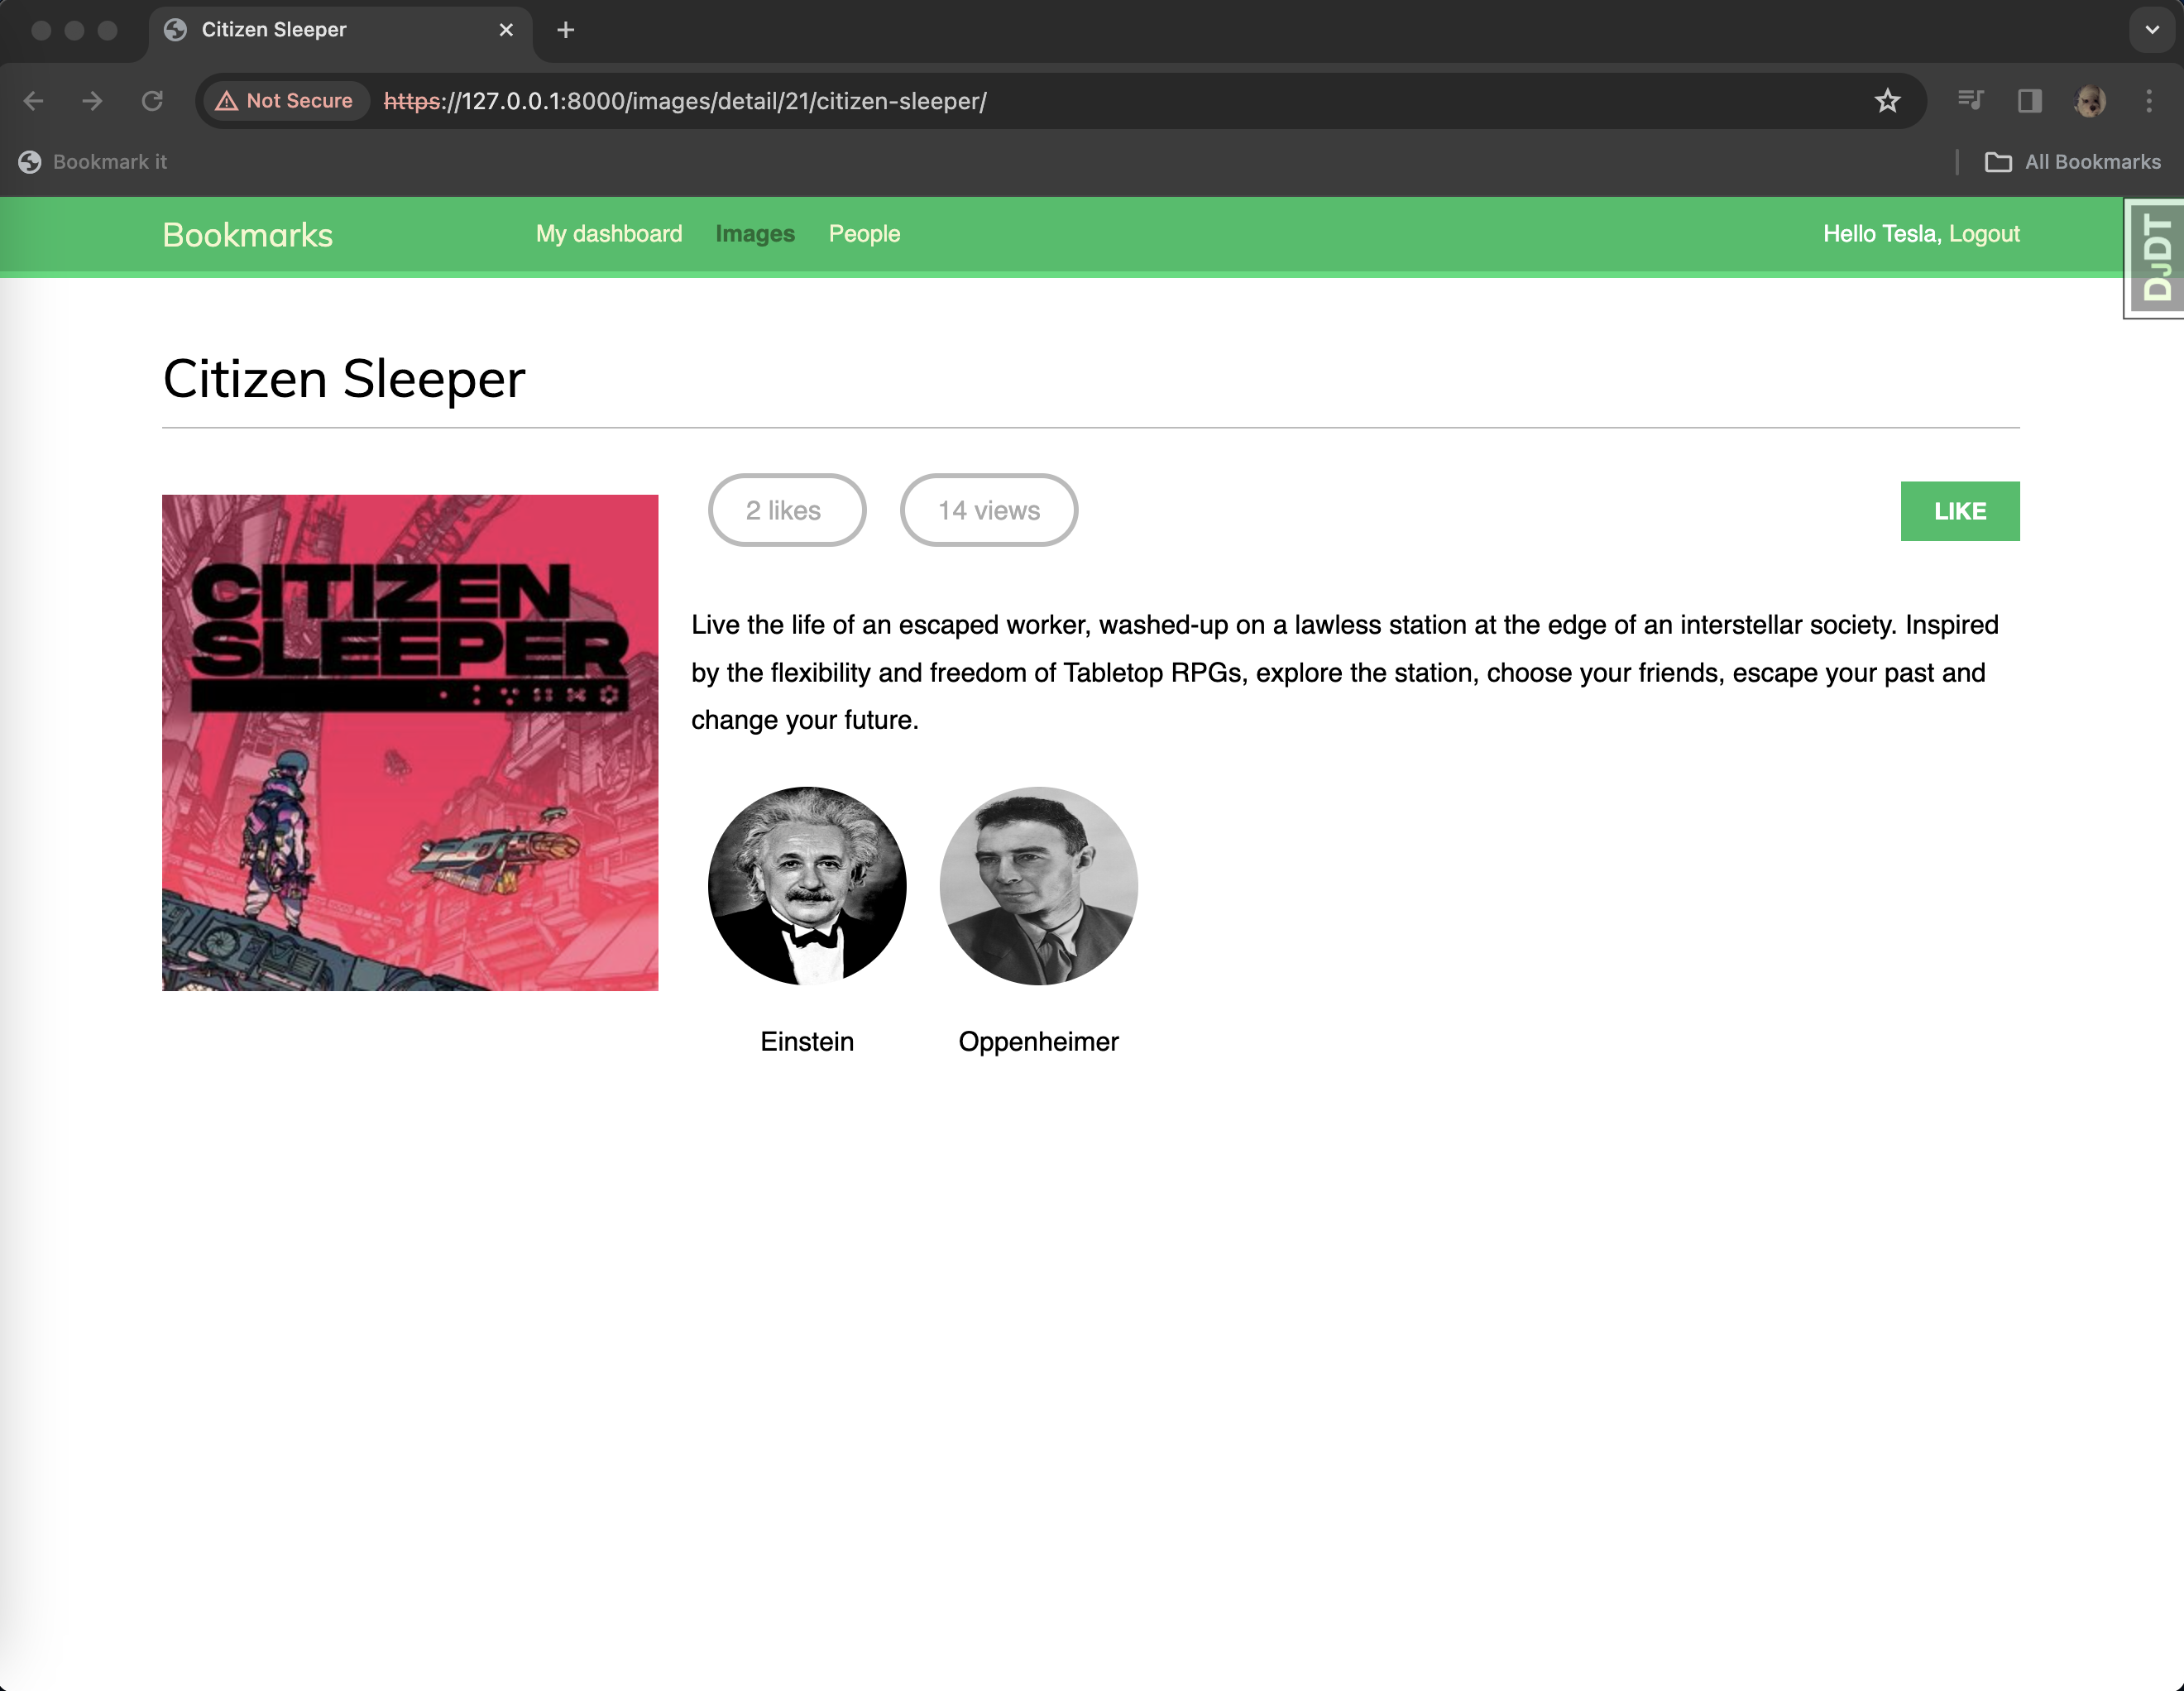 Citizen Sleeper
Not Secure https://127.0.0.1:8000/images/detail/21/citizen-sleeper/
Bookmark it All Bookmarks
Bookmarks My dashboard Images People Hello Tesla, Logout
DJDT
Citizen Sleeper
2 likes 14 views LIKE
CITIZEN
SLEEPER
Live the life of an escaped worker, washed-up on a lawless station at the edge of an interstellar society. Inspired
by the flexibility and freedom of Tabletop RPGs, explore the station, choose your friends, escape your past and
change your future.
Einstein Oppenheimer